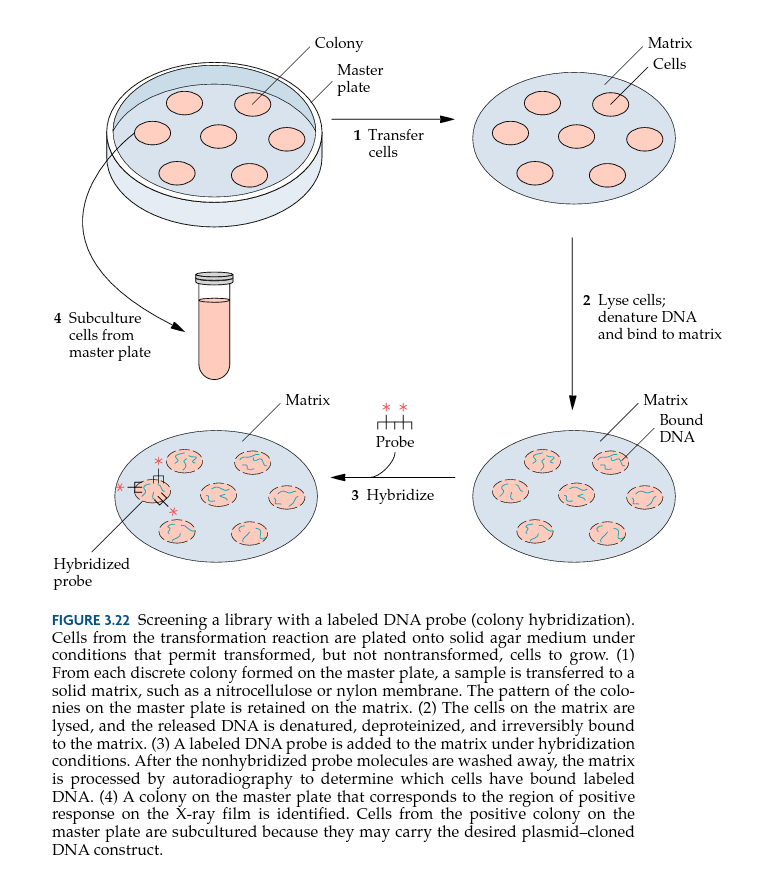 Colony
Master
plate
Matrix
Cells
1 Transfer
cells
2 Lyse cells;
denature DNA
and bind to matrix
4 Subculture
cells from
master plate
Matrix
* *
Probe
3 Hybridize
Matrix
Bound
DNA
*
*
*
Hybridized
probe
FIGURE 3.22 Screening a library with a labeled DNA probe (colony hybridization).
Cells from the transformation reaction are plated onto solid agar medium under
conditions that permit transformed, but not nontransformed, cells to grow. (1)
From each discrete colony formed on the master plate, a sample is transferred to a
solid matrix, such as a nitrocellulose or nylon membrane. The pattern of the colo-
nies on the master plate is retained on the matrix. (2) The cells on the matrix are
lysed, and the released DNA is denatured, deproteinized, and irreversibly bound
to the matrix. (3) A labeled DNA probe is added to the matrix under hybridization
conditions. After the nonhybridized probe molecules are washed away, the matrix
is processed by autoradiography to determine which cells have bound labeled
DNA. (4) A colony on the master plate that corresponds to the region of positive
response on the X-ray film is identified. Cells from the positive colony on the
master plate are subcultured because they may carry the desired plasmid–cloned
DNA construct.